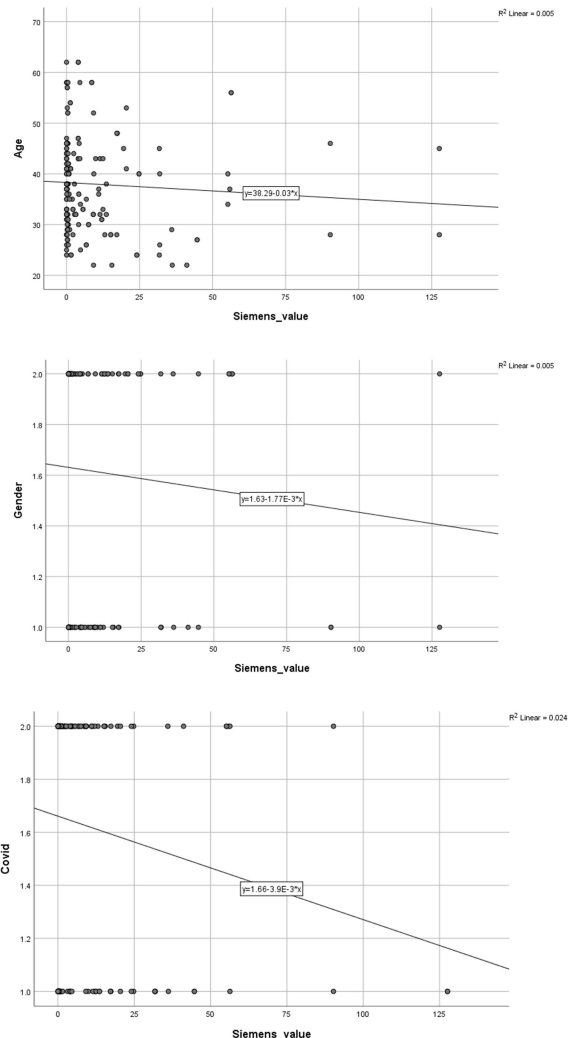 R² Linear = 0.005
70
60
50
40
30
20
Age
y=38.29-0.03*x
0 25 50 75 100 125
Siemens_value
R² Linear = 0.005
2.0
1.8
1.6
1.4
1.2
1.0
Gender
y=1.63-1.77E-3*x
0 25 50 75 100 125
Siemens_value
R² Linear = 0.024
2.0
1.8
1.6
1.4
1.2
1.0
Covid
y=1.66-3.9E-3*x
0 25 50 75 100 125
Siemens_value